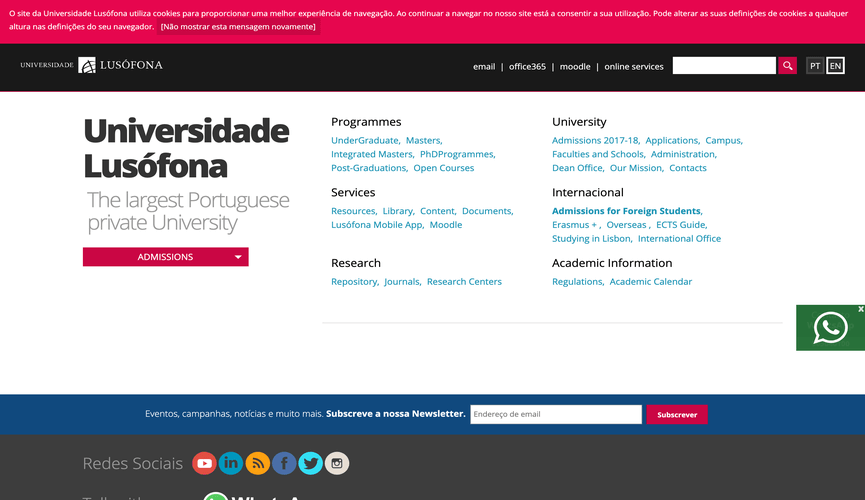 O site da Universidade Lusófona utiliza cookies para proporcionar uma melhor experiência de navegação. Ao continuar a navegar no nosso site está a consentir a sua utilização. Pode alterar as suas definições de cookies a qualquer
altura nas definições do seu navegador. [Não mostrar esta mensagem novamente]
UNIVERSIDADE LUSÓFONA
email | office365 | moodle | online services
PT EN
Universidade
Lusófona
The largest Portuguese
private University
ADMISSIONS
Programmes
UnderGraduate, Masters,
Integrated Masters, PhDProgrammes,
Post-Graduations, Open Courses
University
Admissions 2017-18, Applications, Campus,
Faculties and Schools, Administration,
Dean Office, Our Mission, Contacts
Services
Resources, Library, Content, Documents,
Lusófona Mobile App, Moodle
Internacional
Admissions for Foreign Students,
Erasmus + , Overseas , ECTS Guide,
Studying in Lisbon, International Office
Research
Repository, Journals, Research Centers
Academic Information
Regulations, Academic Calendar
x
Eventos, campanhas, notícias e muito mais. Subscreve a nossa Newsletter. Endereço de email Subscrever
Redes Sociais